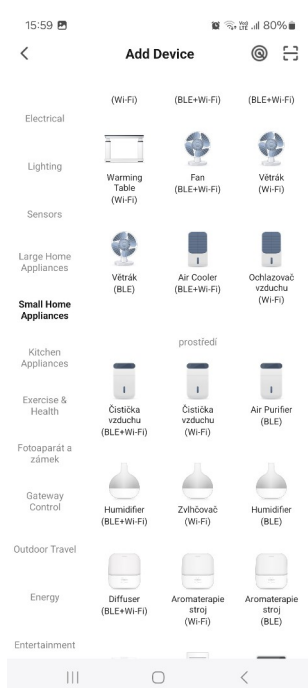 15:59
80%
Add Device
(Wi-Fi)
(BLE+Wi-Fi)
(BLE+Wi-Fi)
Electrical
Lighting
Sensors
Large Home
Appliances
Small Home
Appliances
Kitchen
Appliances
Exercise &
Health
Fotoaparát a
zámek
Gateway
Control
Outdoor Travel
Energy
Entertainment
Warming
Table
(Wi-Fi)
Fan
(BLE+Wi-Fi)
Větrák
(Wi-Fi)
Větrák
(BLE)
Air Cooler
(BLE+Wi-Fi)
Ochlazovač
vzduchu
(Wi-Fi)
prostředí
Čistička
vzduchu
(BLE+Wi-Fi)
Čistička
vzduchu
(Wi-Fi)
Air Purifier
(BLE)
Humidifier
(BLE+Wi-Fi)
Zvlhčovač
(Wi-Fi)
Humidifier
(BLE)
Diffuser
(BLE+Wi-Fi)
Aromaterapie
stroj
(Wi-Fi)
Aromaterapie
stroj
(BLE)